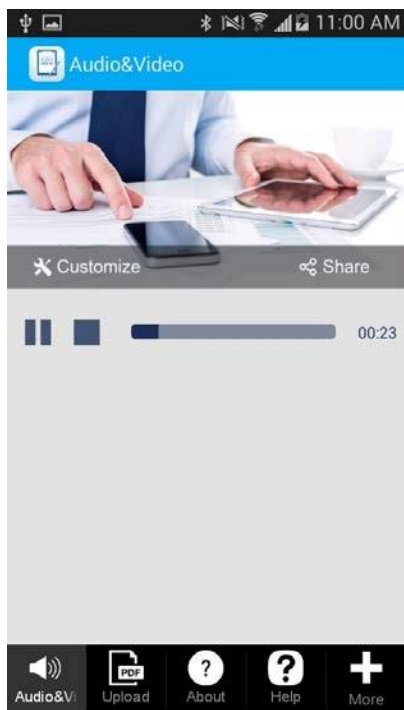 11:00 AM
Audio&Video
Customize Share
00:23
PDF
Audio&Vi Upload About Help More